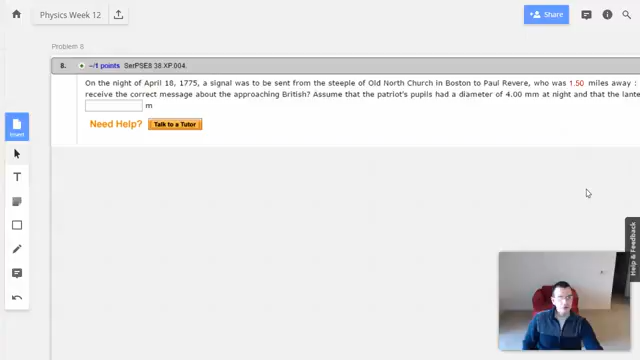 Physics Week 12
Share
Problem 8
8. –/1 points SerPSE8 38.XP.004.
On the night of April 18, 1775, a signal was to be sent from the steeple of Old North Church in Boston to Paul Revere, who was 1.50 miles away :
receive the correct message about the approaching British? Assume that the patriot's pupils had a diameter of 4.00 mm at night and that the lante
m
Need Help? Talk to a Tutor
Insert
T
Help & Feedback